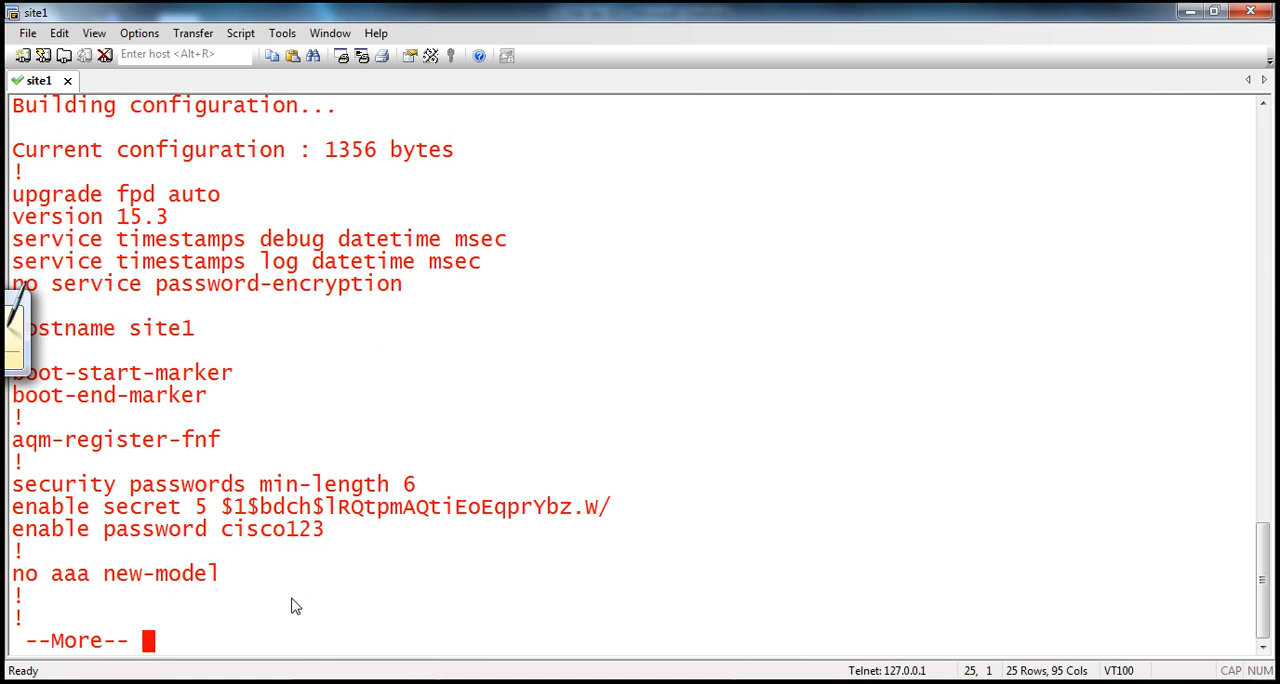 site1
File Edit View Options Transfer Script Tools Window Help
Enter host <Alt+R>
site1
Building configuration...
Current configuration : 1356 bytes
!
upgrade fpd auto
version 15.3
service timestamps debug datetime msec
service timestamps log datetime msec
no service password-encryption
ostname site1
boot-start-marker
boot-end-marker
!
aqm-register-fnf
!
security passwords min-length 6
enable secret 5 $1$bdch$lRQtpmAQtiEoEqprYbz.W/
enable password cisco123
!
no aaa new-model
!
!
--More--
Ready Telnet: 127.0.0.1 25, 1 25 Rows, 95 Cols VT100 CAP NUM